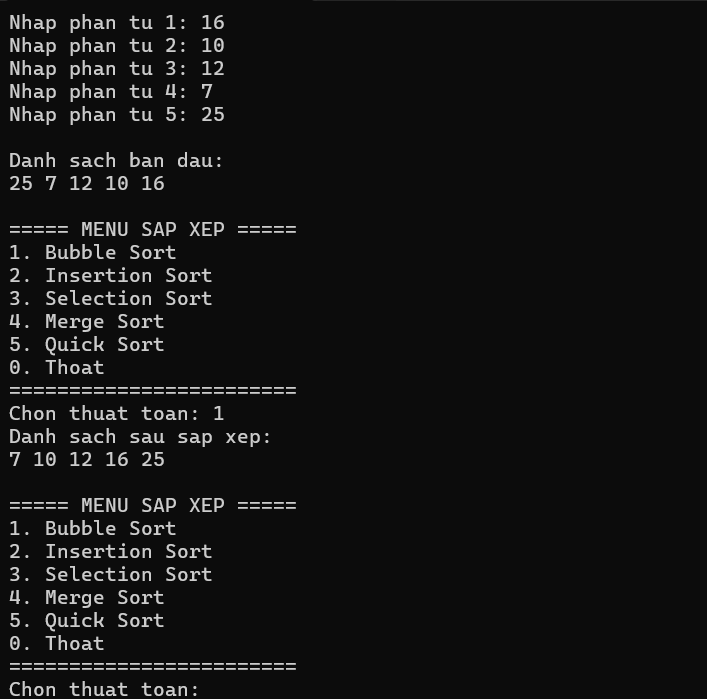 Nhap phan tu 1: 16
Nhap phan tu 2: 10
Nhap phan tu 3: 12
Nhap phan tu 4: 7
Nhap phan tu 5: 25
Danh sach ban dau:
25 7 12 10 16
===== MENU SAP XEP =====
1. Bubble Sort
2. Insertion Sort
3. Selection Sort
4. Merge Sort
5. Quick Sort
0. Thoat
========================
Chon thuat toan: 1
Danh sach sau sap xep:
7 10 12 16 25
===== MENU SAP XEP =====
1. Bubble Sort
2. Insertion Sort
3. Selection Sort
4. Merge Sort
5. Quick Sort
0. Thoat
========================
Chon thuat toan: